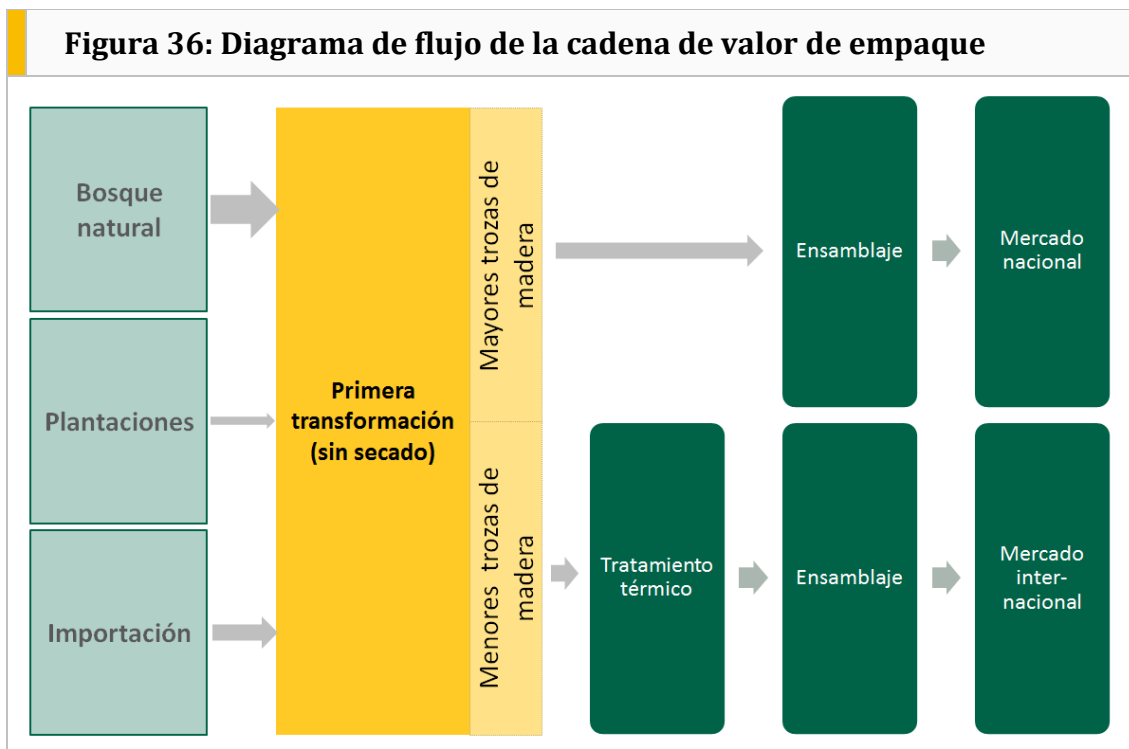 Figura 36: Diagrama de flujo de la cadena de valor de empaque
Bosque
natural
Plantaciones
Importación
Primera
transformación
(sin secado)
Mayores trozas de
madera
Menores trozas de
madera
Ensamblaje
Mercado
nacional
Tratamiento
térmico
Ensamblaje
Mercado
inter-
nacional